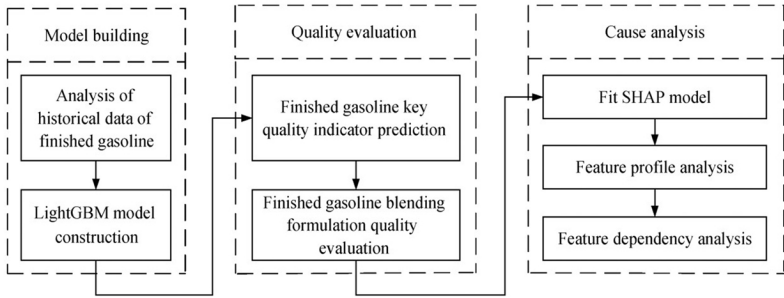 Model building
Analysis of
historical data of
finished gasoline
LightGBM model
construction
Quality evaluation
Finished gasoline key
quality indicator prediction
Finished gasoline blending
formulation quality
evaluation
Cause analysis
Fit SHAP model
Feature profile analysis
Feature dependency analysis